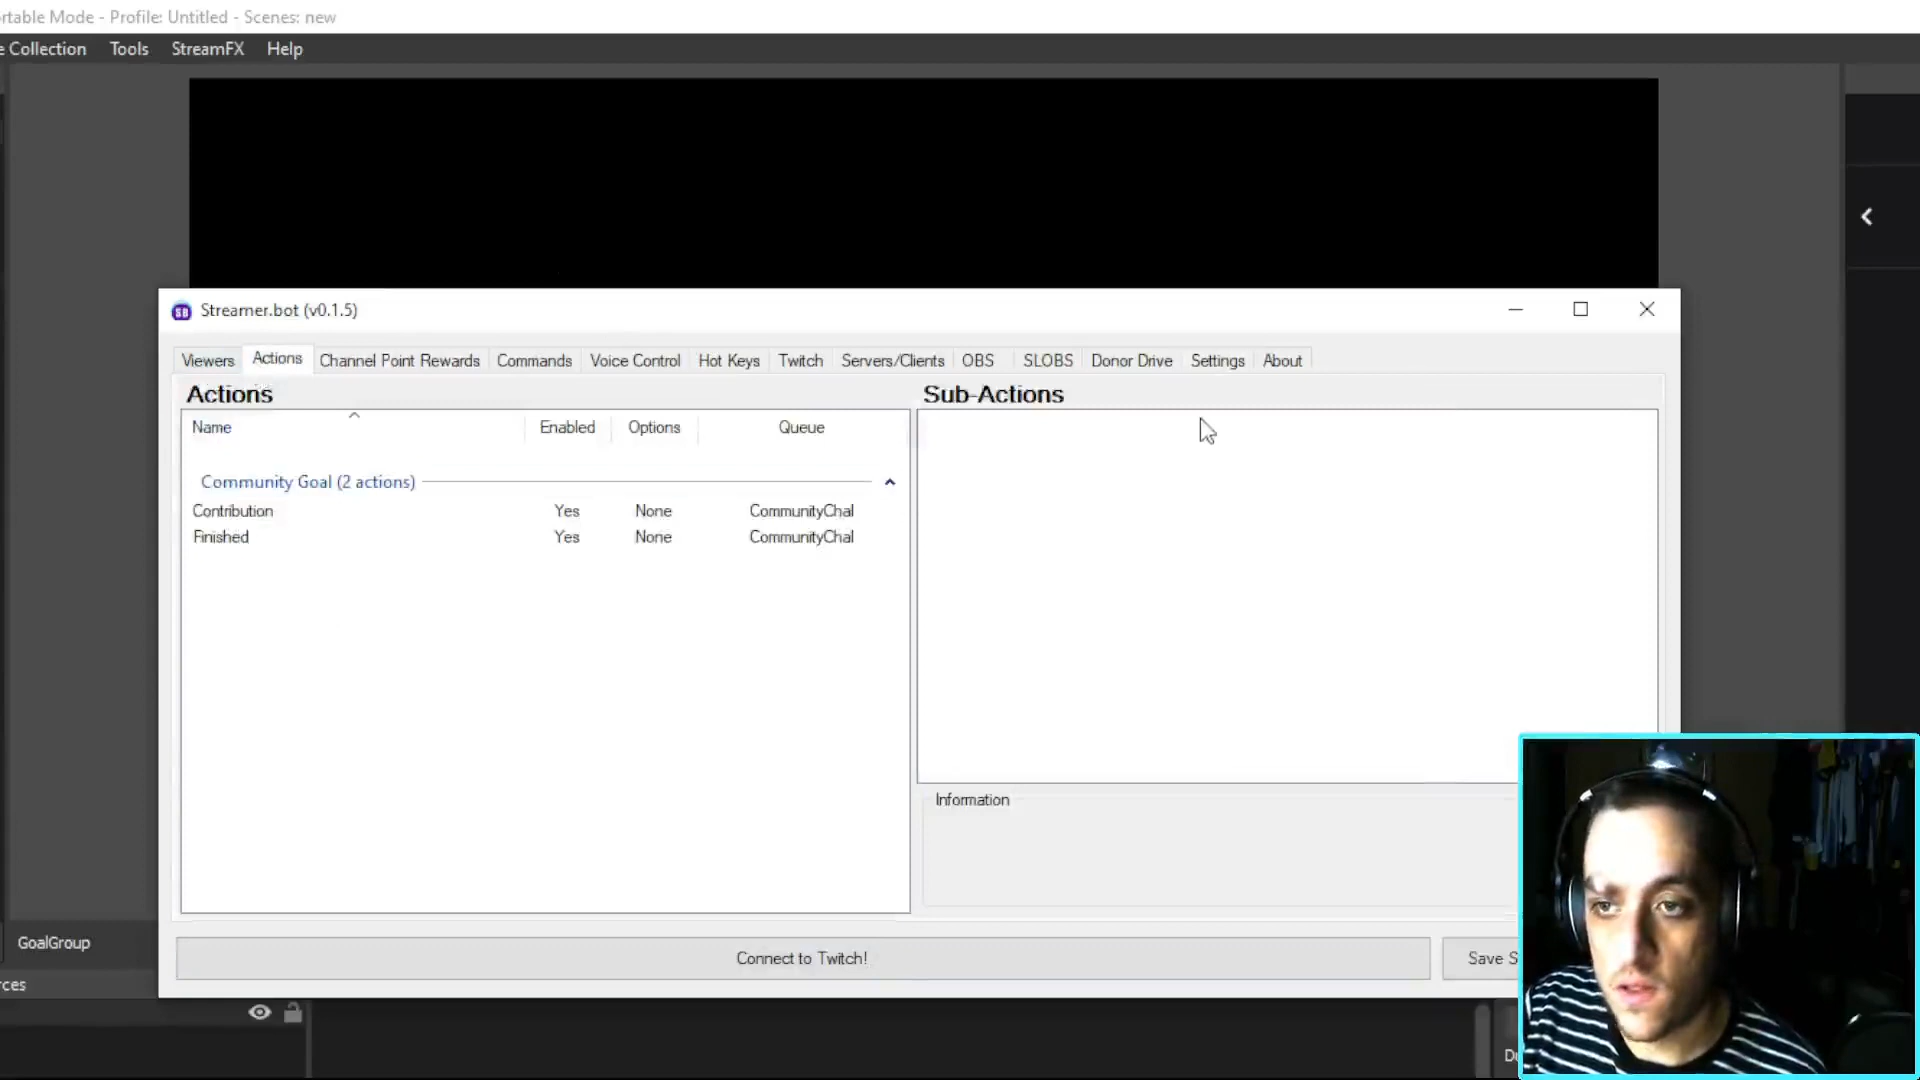 rtable Mode - Profile: Untitled - Scenes: new
e Collection Tools StreamFX Help
SB Streamer.bot (v0.1.5)
Viewers Actions Channel Point Rewards Commands Voice Control Hot Keys Twitch Servers/Clients OBS SLOBS Donor Drive Settings About
Actions Sub-Actions
Name Enabled Options Queue
Community Goal (2 actions)
Contribution Yes None CommunityChal
Finished Yes None CommunityChal
Information
GoalGroup
Connect to Twitch! Save S
rces